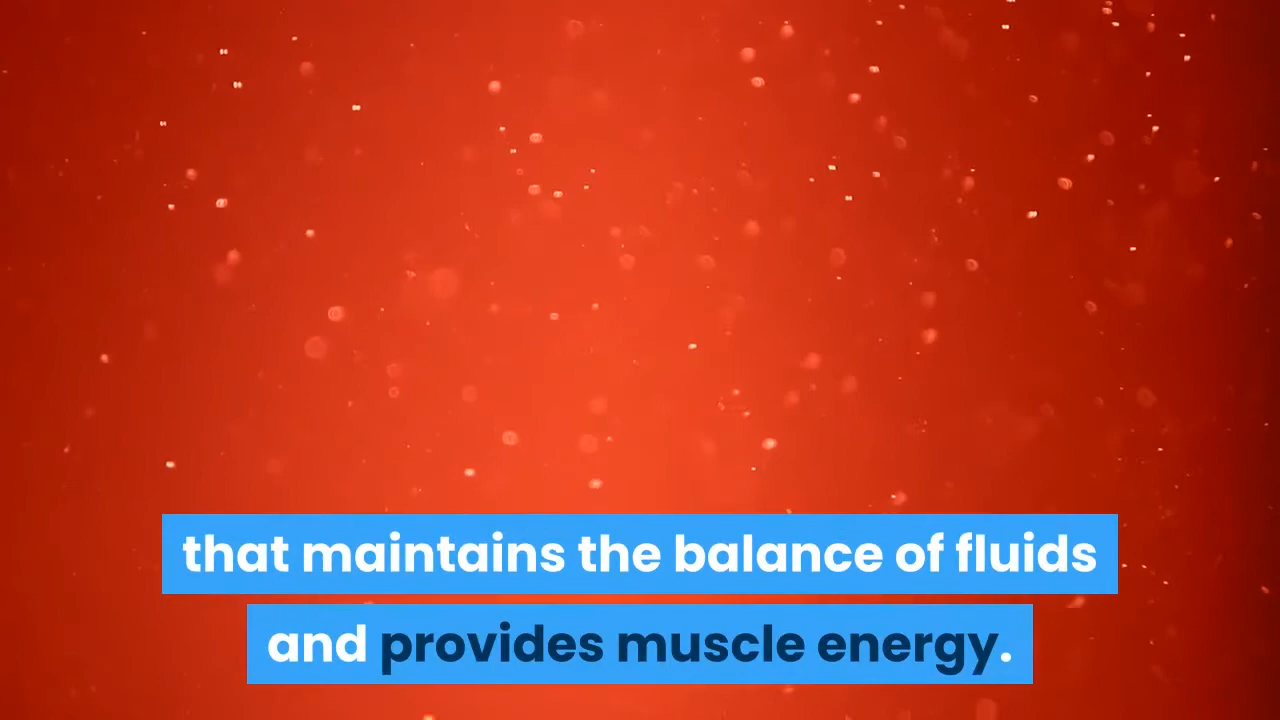 that maintains the balance of fluids
and provides muscle energy.